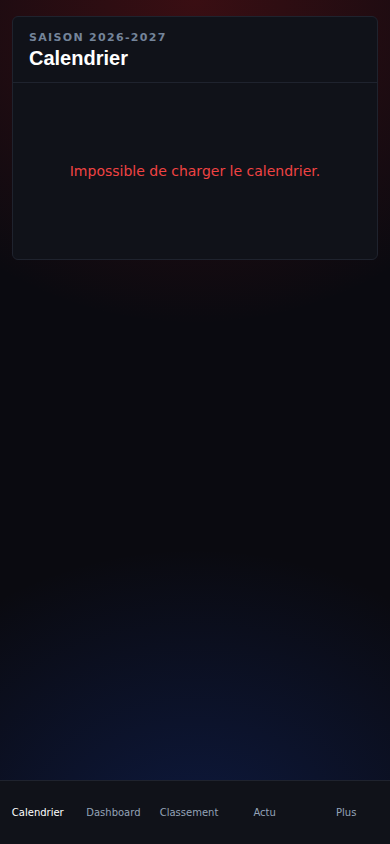 SAISON 2026-2027
Calendrier
Impossible de charger le calendrier.
Calendrier Dashboard Classement Actu Plus